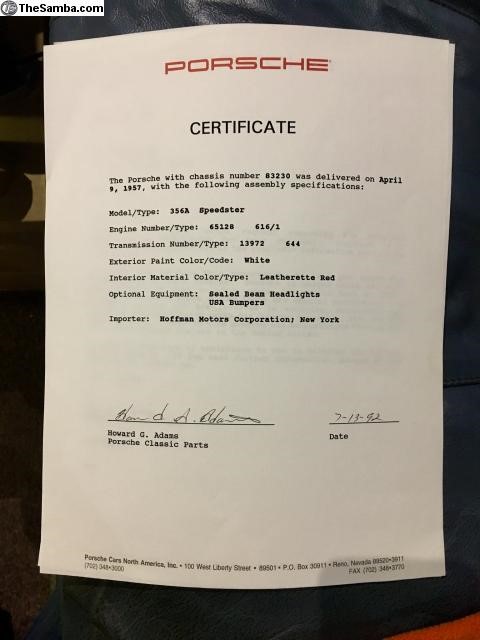 TheSamba.com
PORSCHE
CERTIFICATE
The Porsche with chassis number 83230 was delivered on April
9, 1957, with the following assembly specifications:
Model/Type: 356A Speedster
Engine Number/Type: 65128 616/1
Transmission Number/Type: 13972 644
Exterior Paint Color/Code: White
Interior Material Color/Type: Leatherette Red
Optional Equipment: Sealed Beam Headlights
USA Bumpers
Importer: Hoffman Motors Corporation; New York
Howard G. Adams 7-13-92
Howard G. Adams Date
Porsche Classic Parts
Porsche Cars North America, Inc. • 100 West Liberty Street • 89501 • P.O. Box 30911 • Reno, Nevada 89520•3911
(702) 348•3000 FAX (702) 348•3770